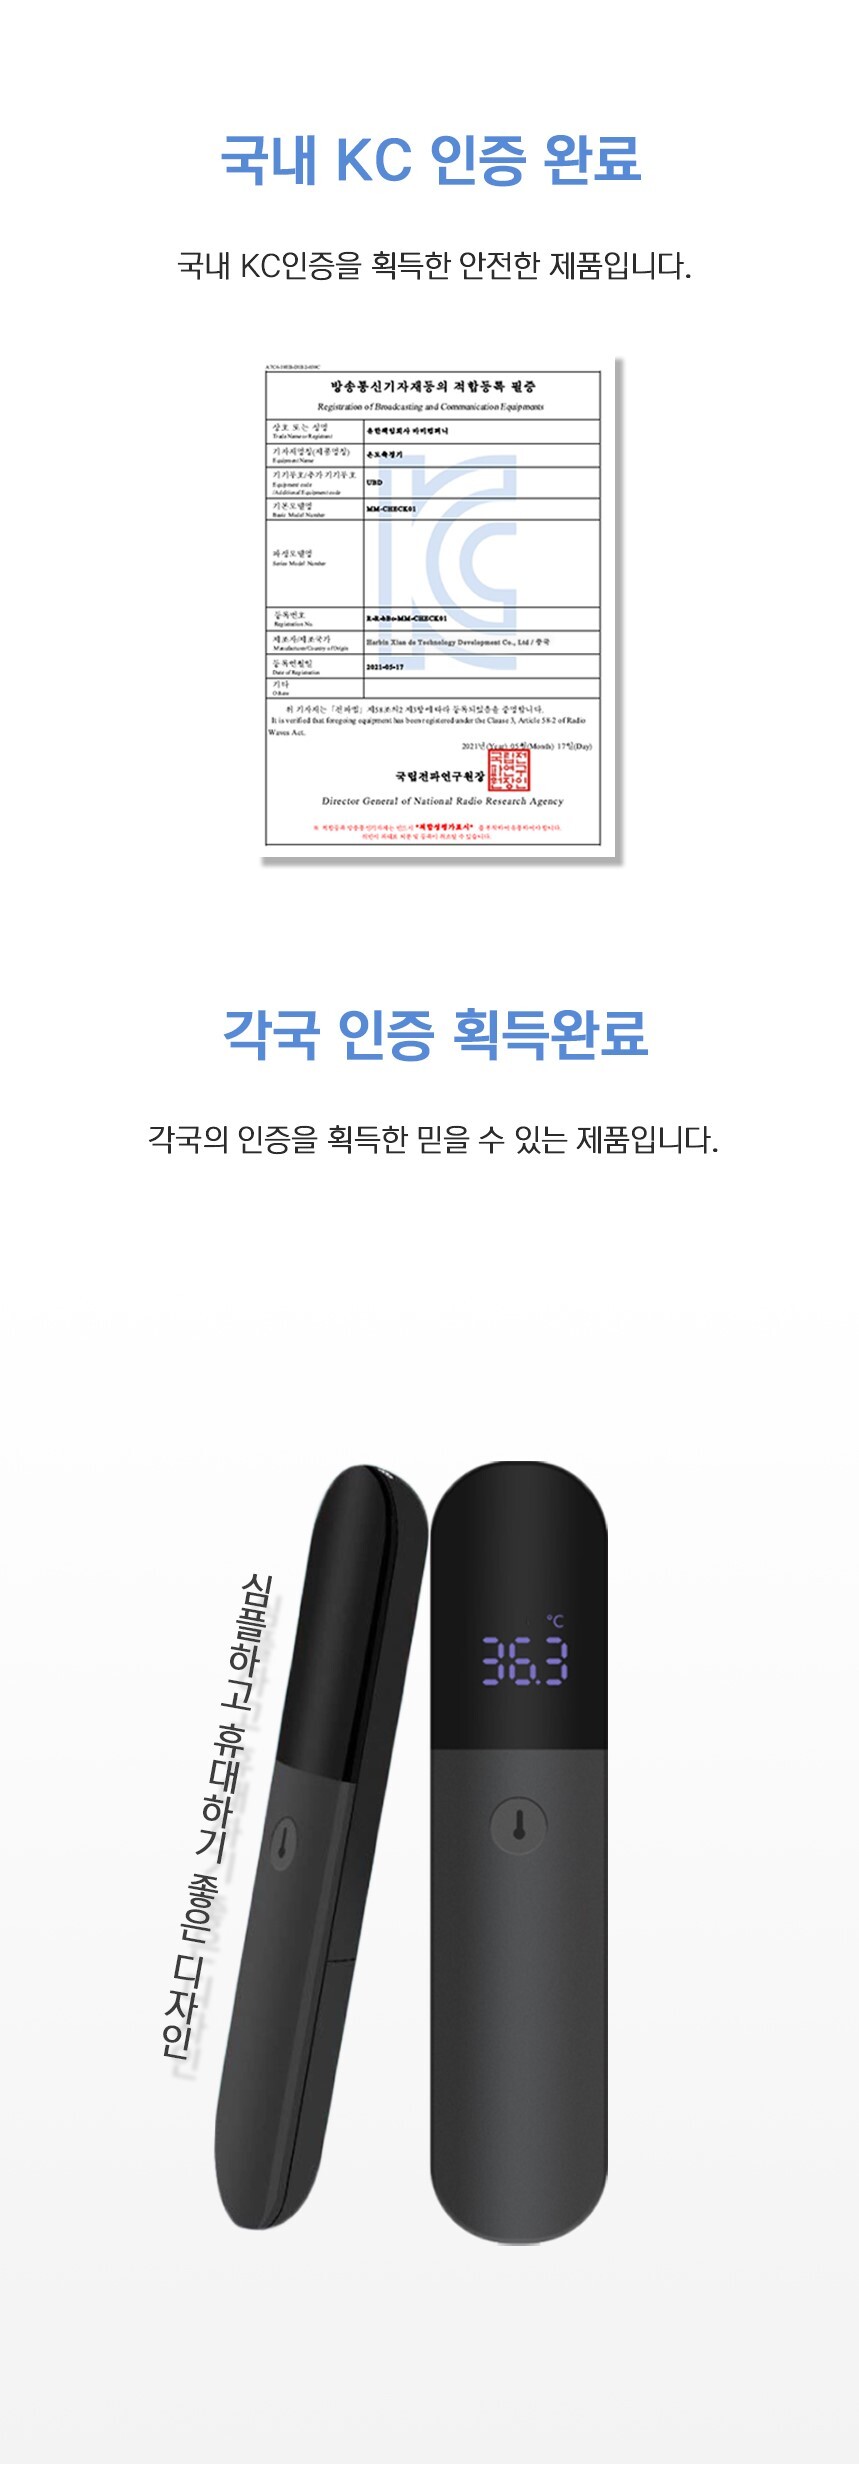 국내 KC 인증 완료
국내 KC인증을 획득한 안전한 제품입니다.
방송통신기자재등의 적합등록 필증
Registration of Broadcasting and Communication Equipments
상호 또는 성명
Trade Name or Registrant
기자재명칭(제품명칭)
Equipment Name
온도측정기
기기부호/추가 기기부호
Equipment code
/Additional Equipment code
UBD
기본모델명
Basic Model Number
MM-CHECK01
파생모델명
Series Model Number
등록번호
Registration No.
MM-CHECK01
제조자/제조국가
Manufacturer/Country of Origin
Harbin Xian de Technology Development Co., Ltd / 중국
등록연월일
Date of Registration
2021-05-17
기타
Others
위 기자재는 「전파법」 제58조의2 제3항에 따라 등록되었음을 증명합니다.
It is verified that foregoing equipment has been registered under the Clause 3, Article 58-2 of Radio
Waves Act.
2021년(Year) 05월(Month) 17일(Day)
국립전파연구원장
Director General of National Radio Research Agency
각국 인증 획득완료
각국의 인증을 획득한 믿을 수 있는 제품입니다.
심플하고 휴대하기 좋은 디자인
°C
36.3